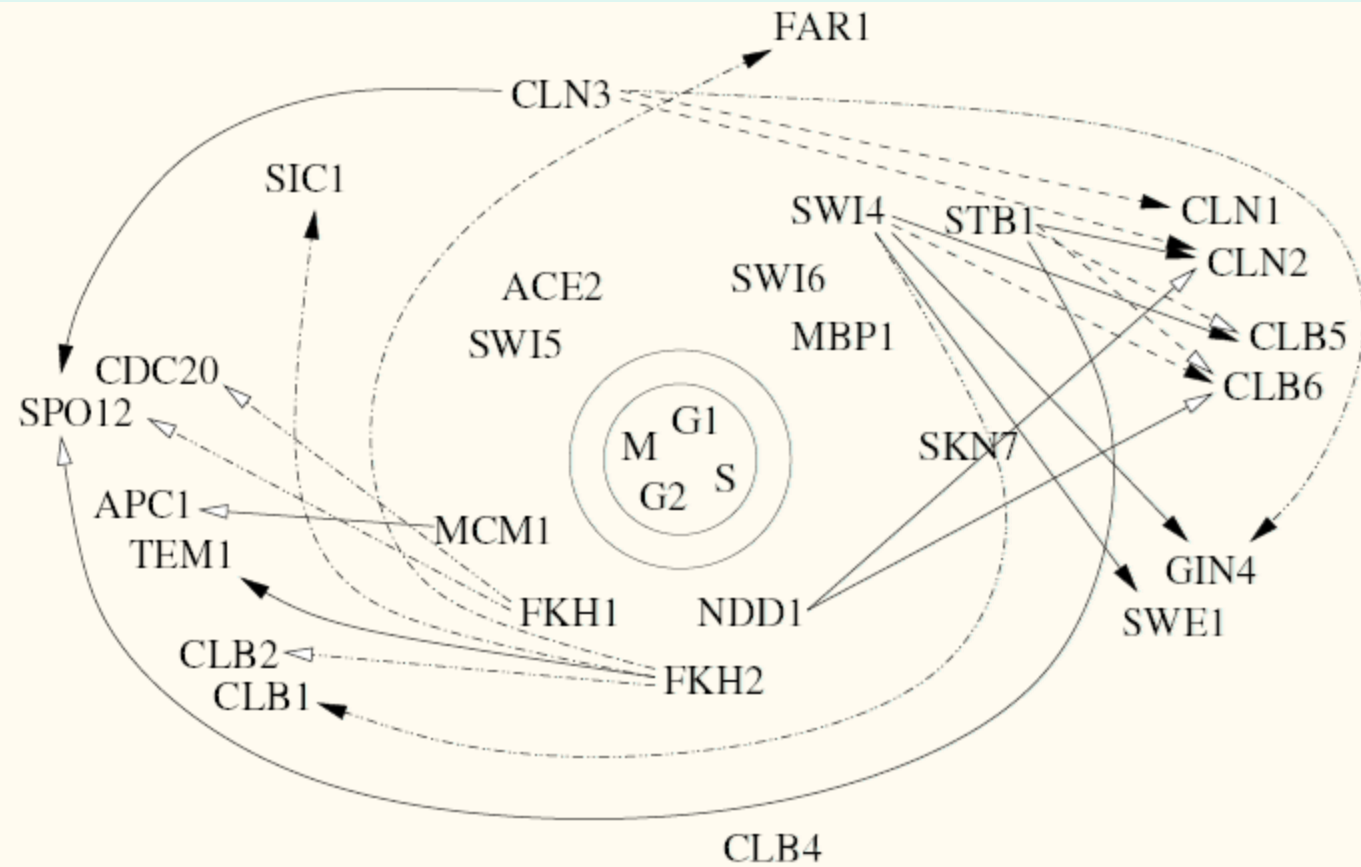 FAR1
CLN3
SIC1
SWI4
STB1
CLN1
CLN2
SWI6
ACE2
MBP1
CLB5
SWI5
CDC20
CLB6
SPO12
G1
M
SKN7
S
G2
APC1
MCM1
TEM1
GIN4
FKH1
NDD1
SWE1
CLB2
FKH2
CLB1
CLB4